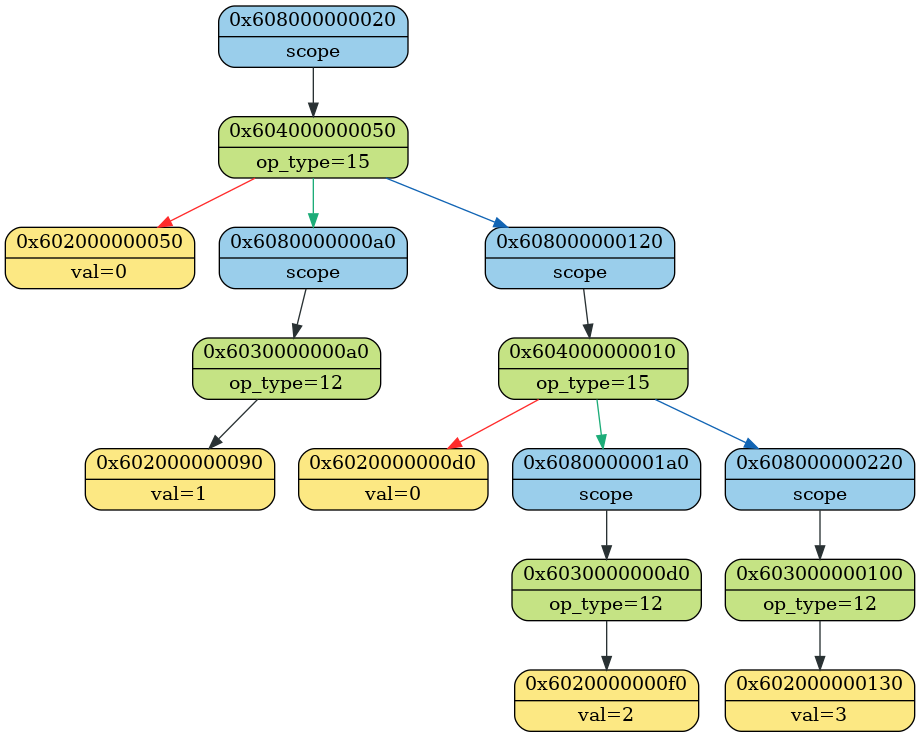 0x608000000020
scope
0x604000000050
op_type=15
0x602000000050
val=0
0x6080000000a0
scope
0x608000000120
scope
0x6030000000a0
op_type=12
0x604000000010
op_type=15
0x602000000090
val=1
0x6020000000d0
val=0
0x6080000001a0
scope
0x608000000220
scope
0x6030000000d0
op_type=12
0x603000000100
op_type=12
0x6020000000f0
val=2
0x602000000130
val=3